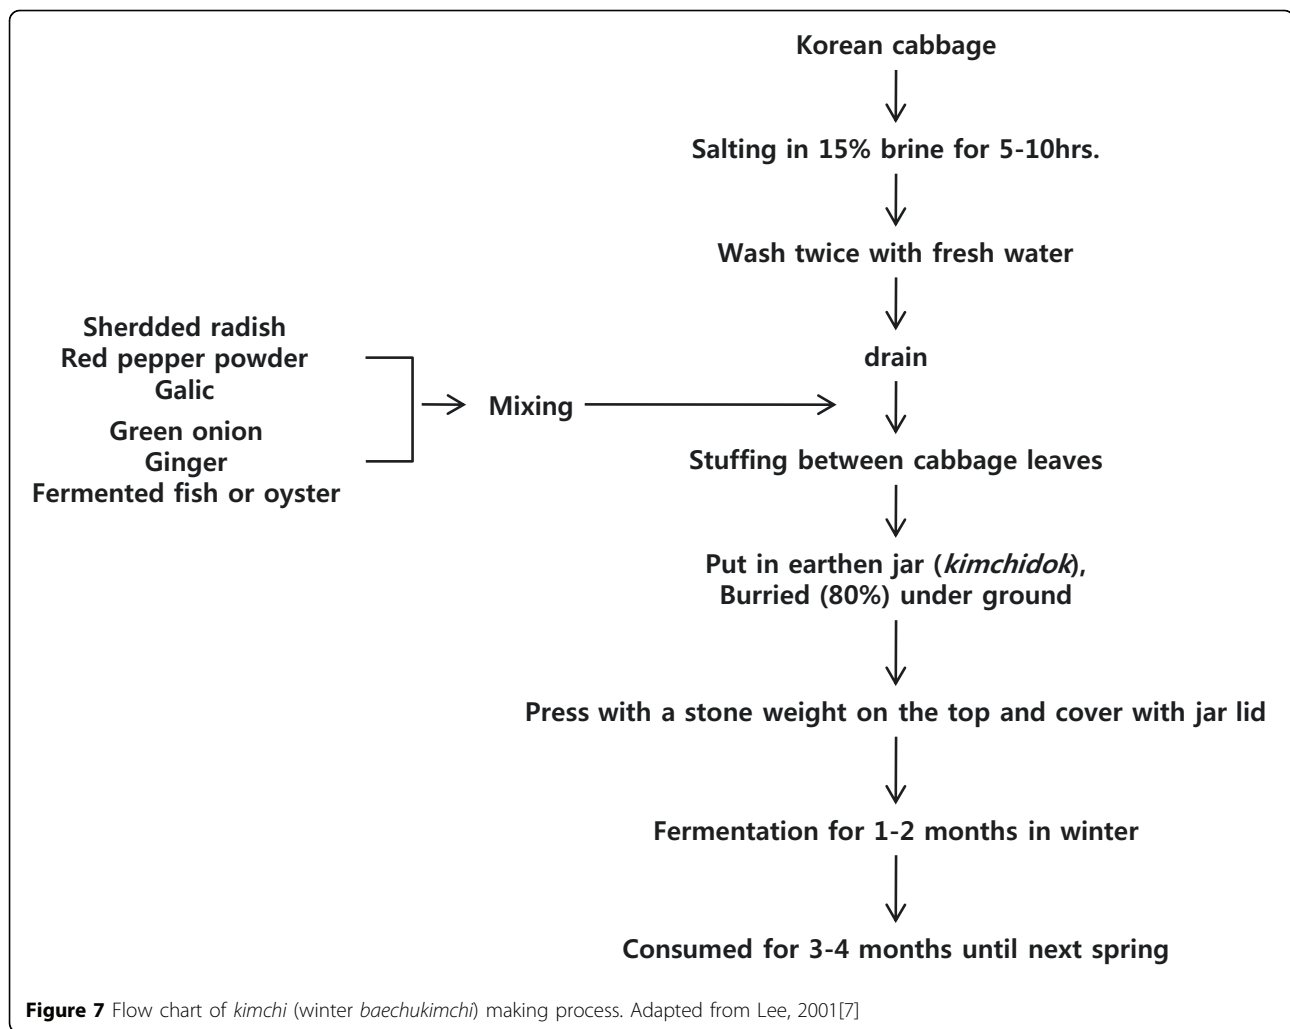 Korean cabbage
Salting in 15% brine for 5-10hrs.
Wash twice with fresh water
drain
Sherdded radish
Red pepper powder
Galic
Green onion
Ginger
Fermented fish or oyster
Mixing
Stuffing between cabbage leaves
Put in earthen jar (kimchidok),
Burried (80%) under ground
Press with a stone weight on the top and cover with jar lid
Fermentation for 1-2 months in winter
Consumed for 3-4 months until next spring
Figure 7 Flow chart of kimchi (winter baechukimchi) making process. Adapted from Lee, 2001[7]